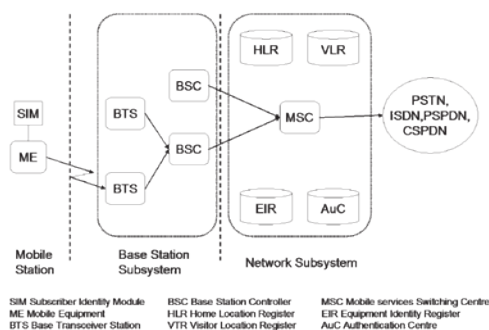 HLR VLR
BSC
PSTN,
ISDN,PSPDN,
CSPDN
SIM
BTS
MSC
ME
BSC
BTS
EIR AuC
Mobile
Station
Base Station
Subsystem
Network Subsystem
SIM Subscriber Identity Module BSC Base Station Controller MSC Mobile services Switching Centre
ME Mobile Equipment HLR Home Location Register EIR Equipment Identity Register
BTS Base Transceiver Station VTR Visitor Location Register AuC Authentication Centre